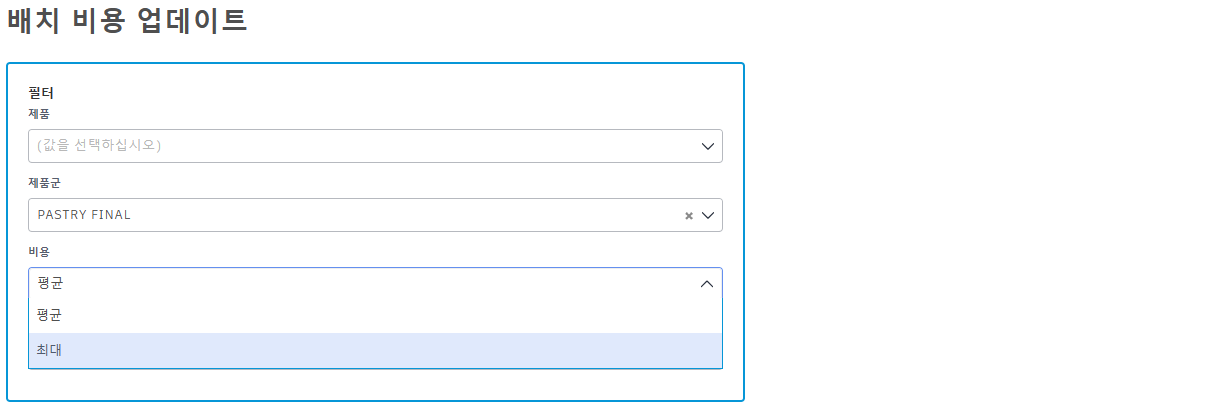 배치 비용 업데이트
필터
제품
(값을 선택하십시오)
제품군
PASTRY FINAL
비용
평균
평균
최대